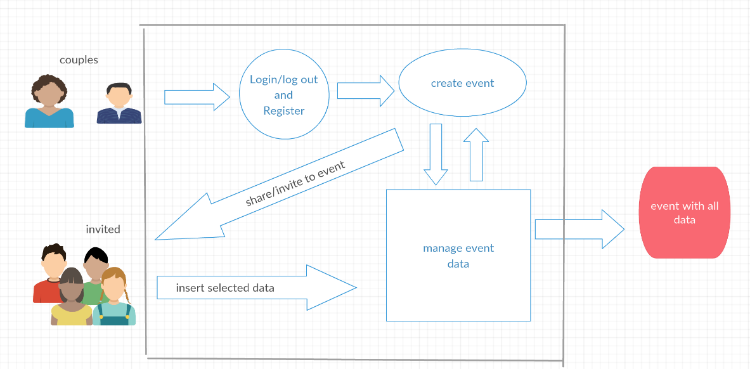 couples
Login/log out
and
Register
create event
share/invite to event
invited
manage event
data
event with all
data
insert selected data